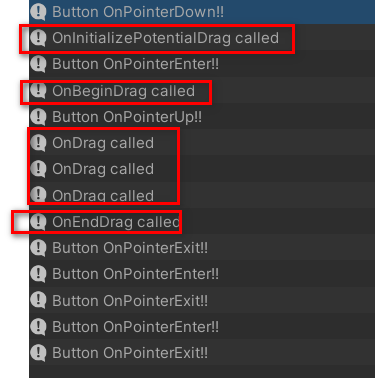 Button OnPointerDown!!
OnInitializePotentialDrag called
Button OnPointerEnter!!
OnBeginDrag called
Button OnPointerUp!!
OnDrag called
OnDrag called
OnDrag called
OnEndDrag called
Button OnPointerExit!!
Button OnPointerEnter!!
Button OnPointerExit!!
Button OnPointerEnter!!
Button OnPointerExit!!